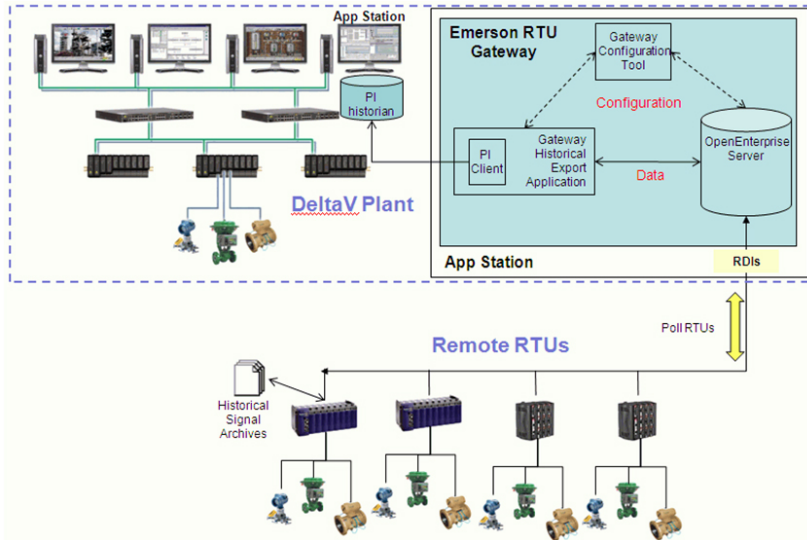 App Station
PI
historian
DeltaV Plant
Emerson RTU
Gateway
Gateway
Configuration
Tool
Configuration
PI
Client
Gateway
Historical
Export
Application
Data
OpenEnterprise
Server
App Station
RDIs
Poll RTUs
Remote RTUs
Historical
Signal
Archives